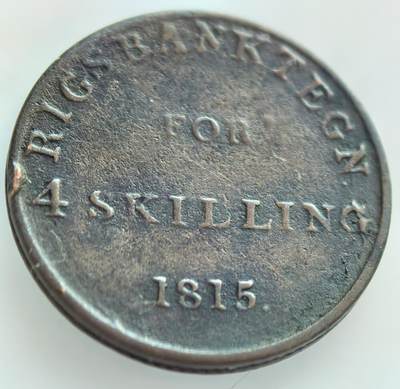 RIGSBANKTEGN
FOR
4 SKILLING
1815.